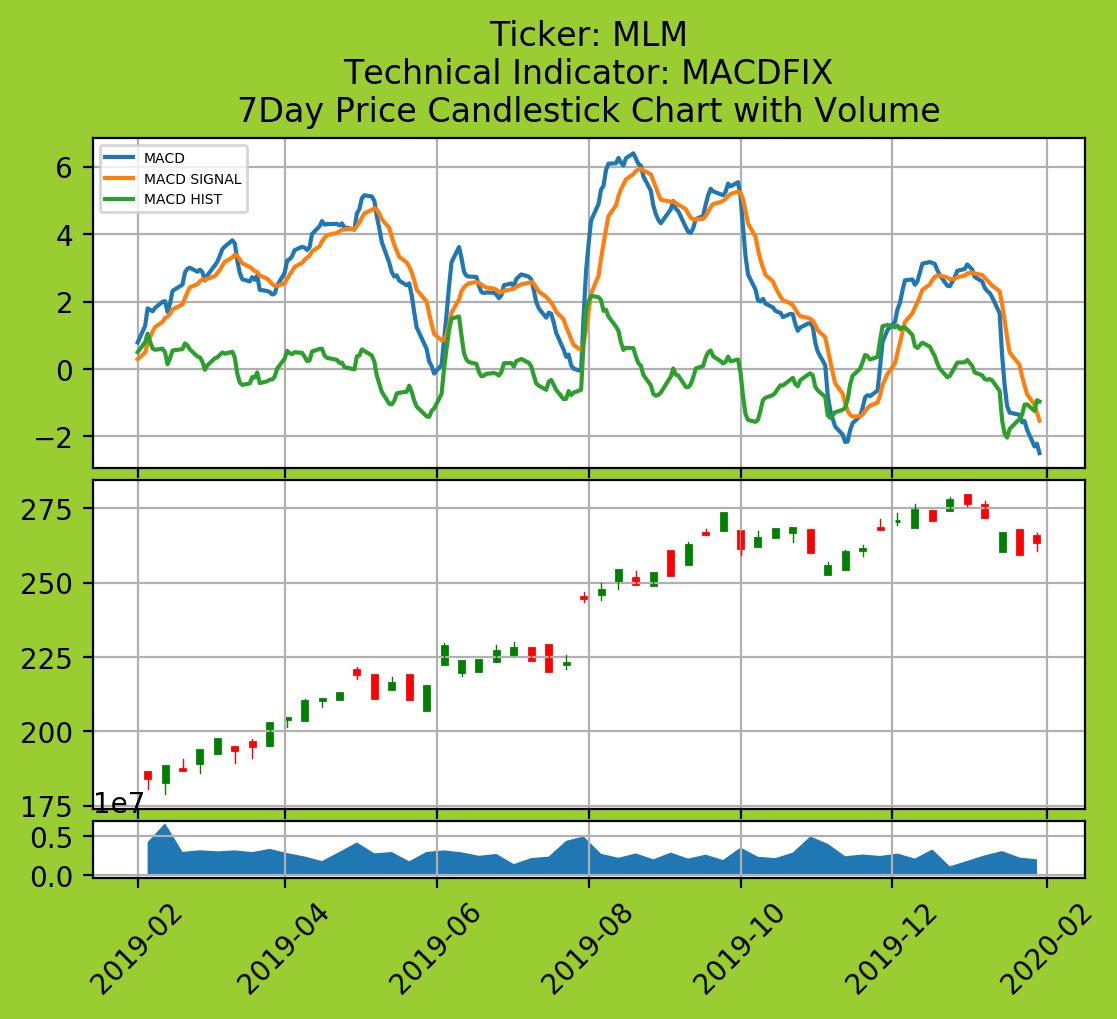 Ticker: MLM
Technical Indicator: MACDFIX
7Day Price Candlestick Chart with Volume
MACD
MACD SIGNAL
MACD HIST
6
4
2
0
−2
275
250
225
200
175
1e7
0.5
0.0
2019-02
2019-04
2019-06
2019-08
2019-10
2019-12
2020-02